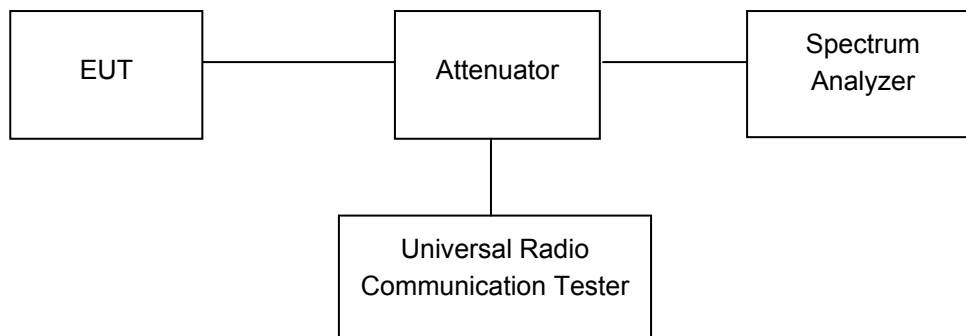 EUT
Attenuator
Spectrum
Analyzer
Universal Radio
Communication Tester